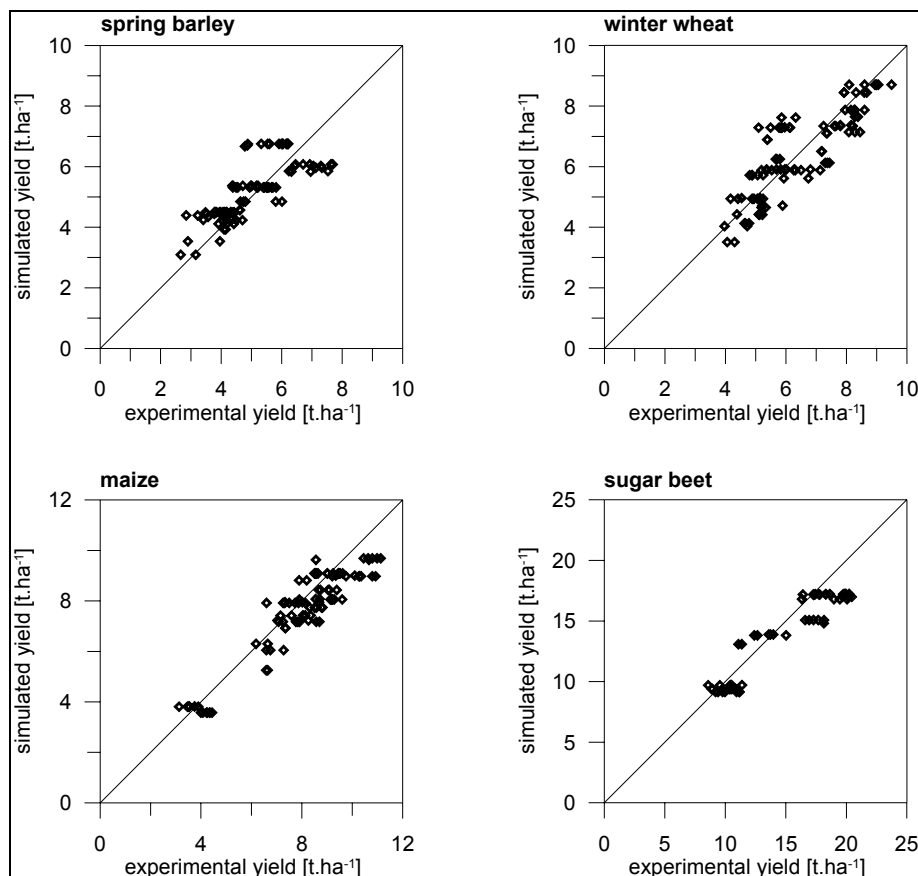 spring barley
10
8
6
4
2
0
simulated yield [t.ha⁻¹]
0 2 4 6 8 10
experimental yield [t.ha⁻¹]
winter wheat
10
8
6
4
2
0
simulated yield [t.ha⁻¹]
0 2 4 6 8 10
experimental yield [t.ha⁻¹]
maize
12
8
4
0
simulated yield [t.ha⁻¹]
0 4 8 12
experimental yield [t.ha⁻¹]
sugar beet
25
20
15
10
5
0
simulated yield [t.ha⁻¹]
0 5 10 15 20 25
experimental yield [t.ha⁻¹]